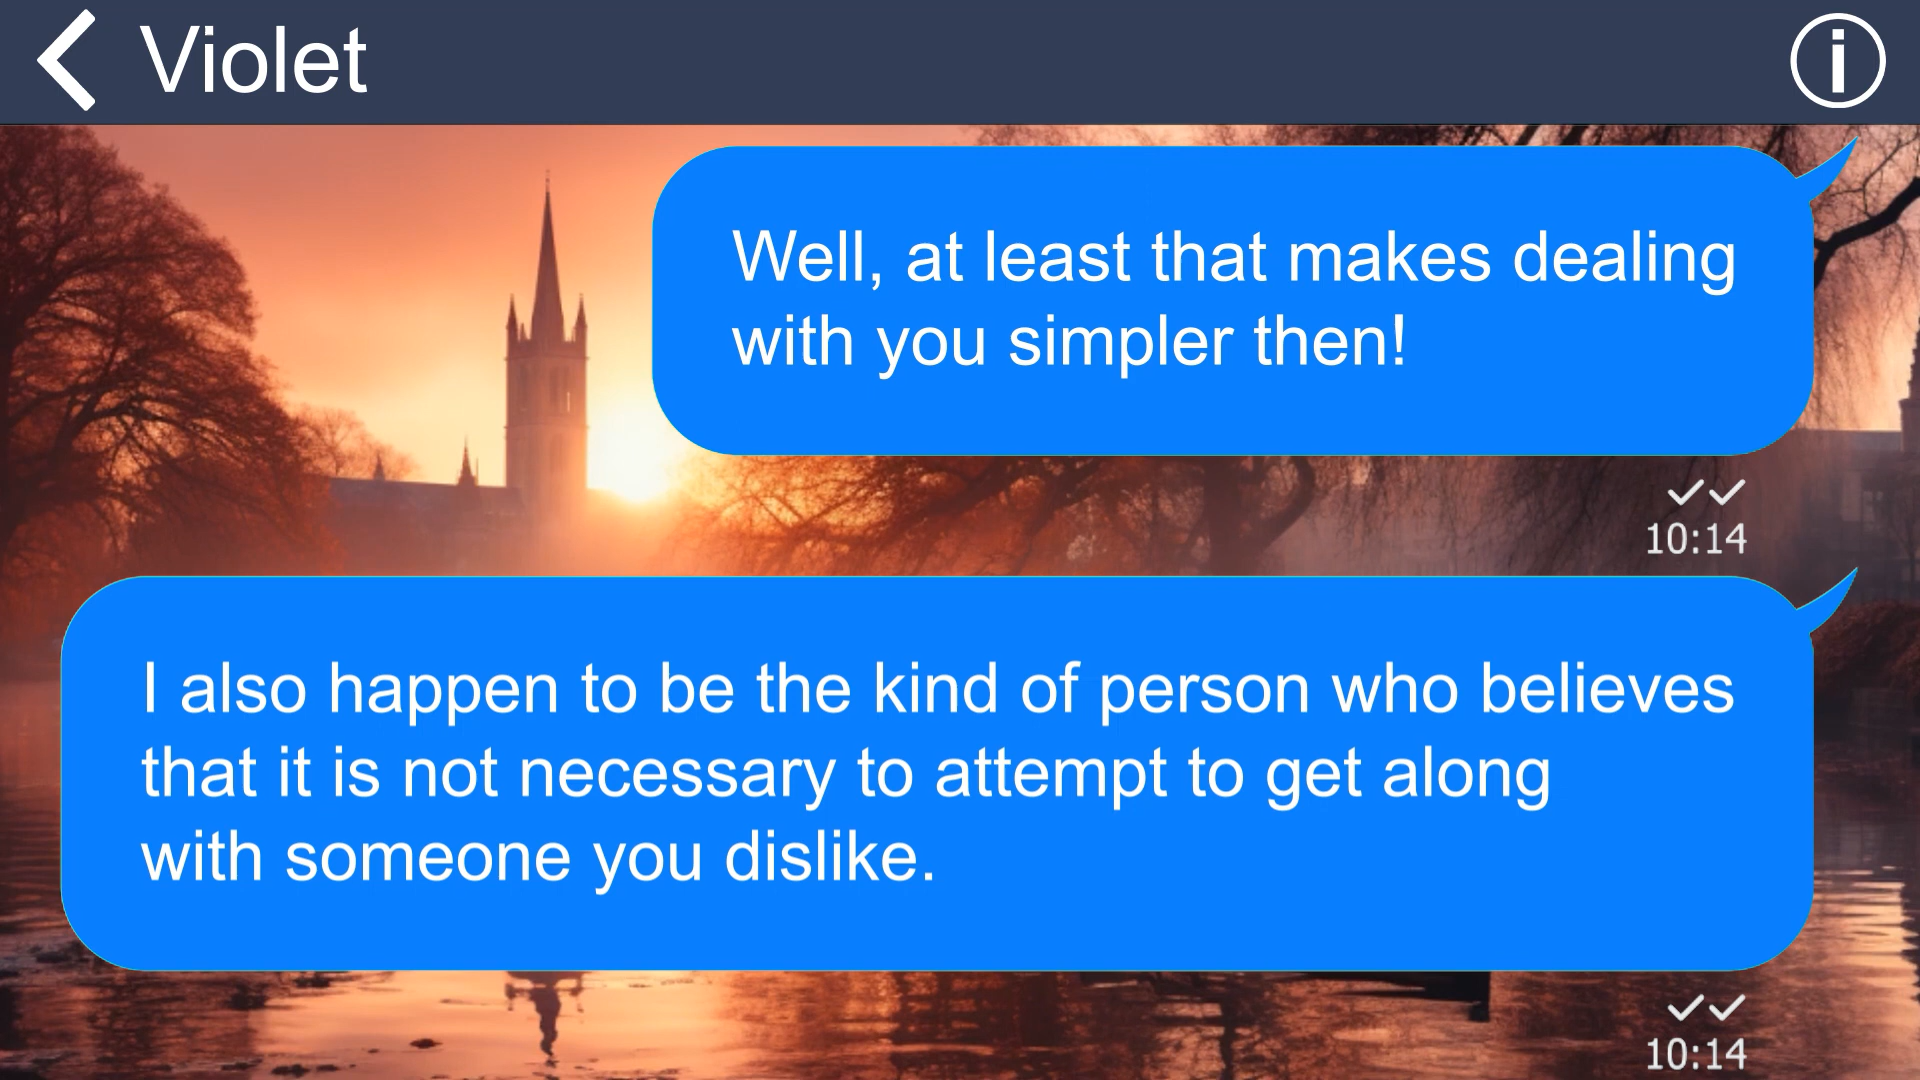 Violet
Well, at least that makes dealing
with you simpler then!
10:14
I also happen to be the kind of person who believes
that it is not necessary to attempt to get along
with someone you dislike.
10:14